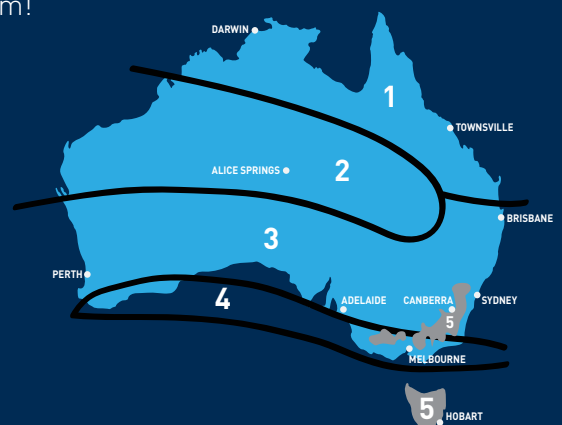 m!
DARWIN
1
TOWNSVILLE
ALICE SPRINGS
2
BRISBANE
3
PERTH
4
ADELAIDE
CANBERRA
SYDNEY
5
MELBOURNE
5
HOBART